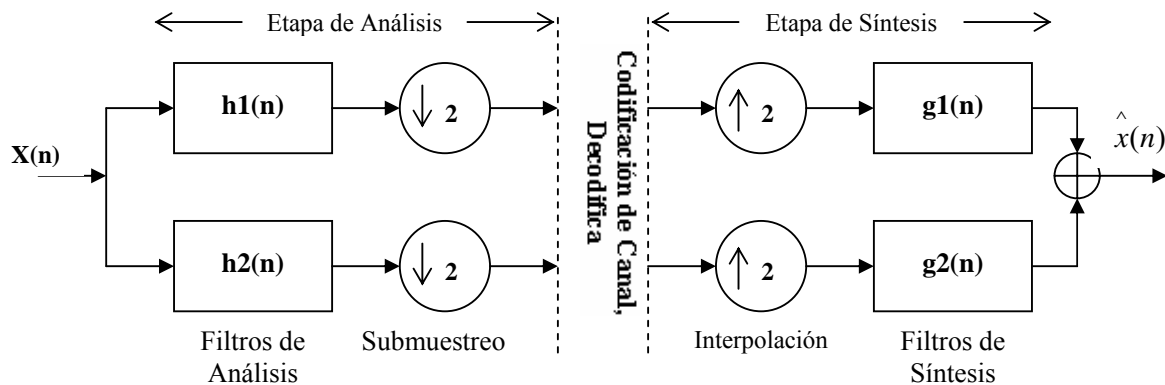 Etapa de Análisis
Etapa de Síntesis
h1(n)
↓ 2
↑ 2
g1(n)
X(n)
Codificación de Canal,
Decodifica
x̂(n)
h2(n)
↓ 2
↑ 2
g2(n)
Filtros de
Análisis
Submuestreo
Interpolación
Filtros de
Síntesis